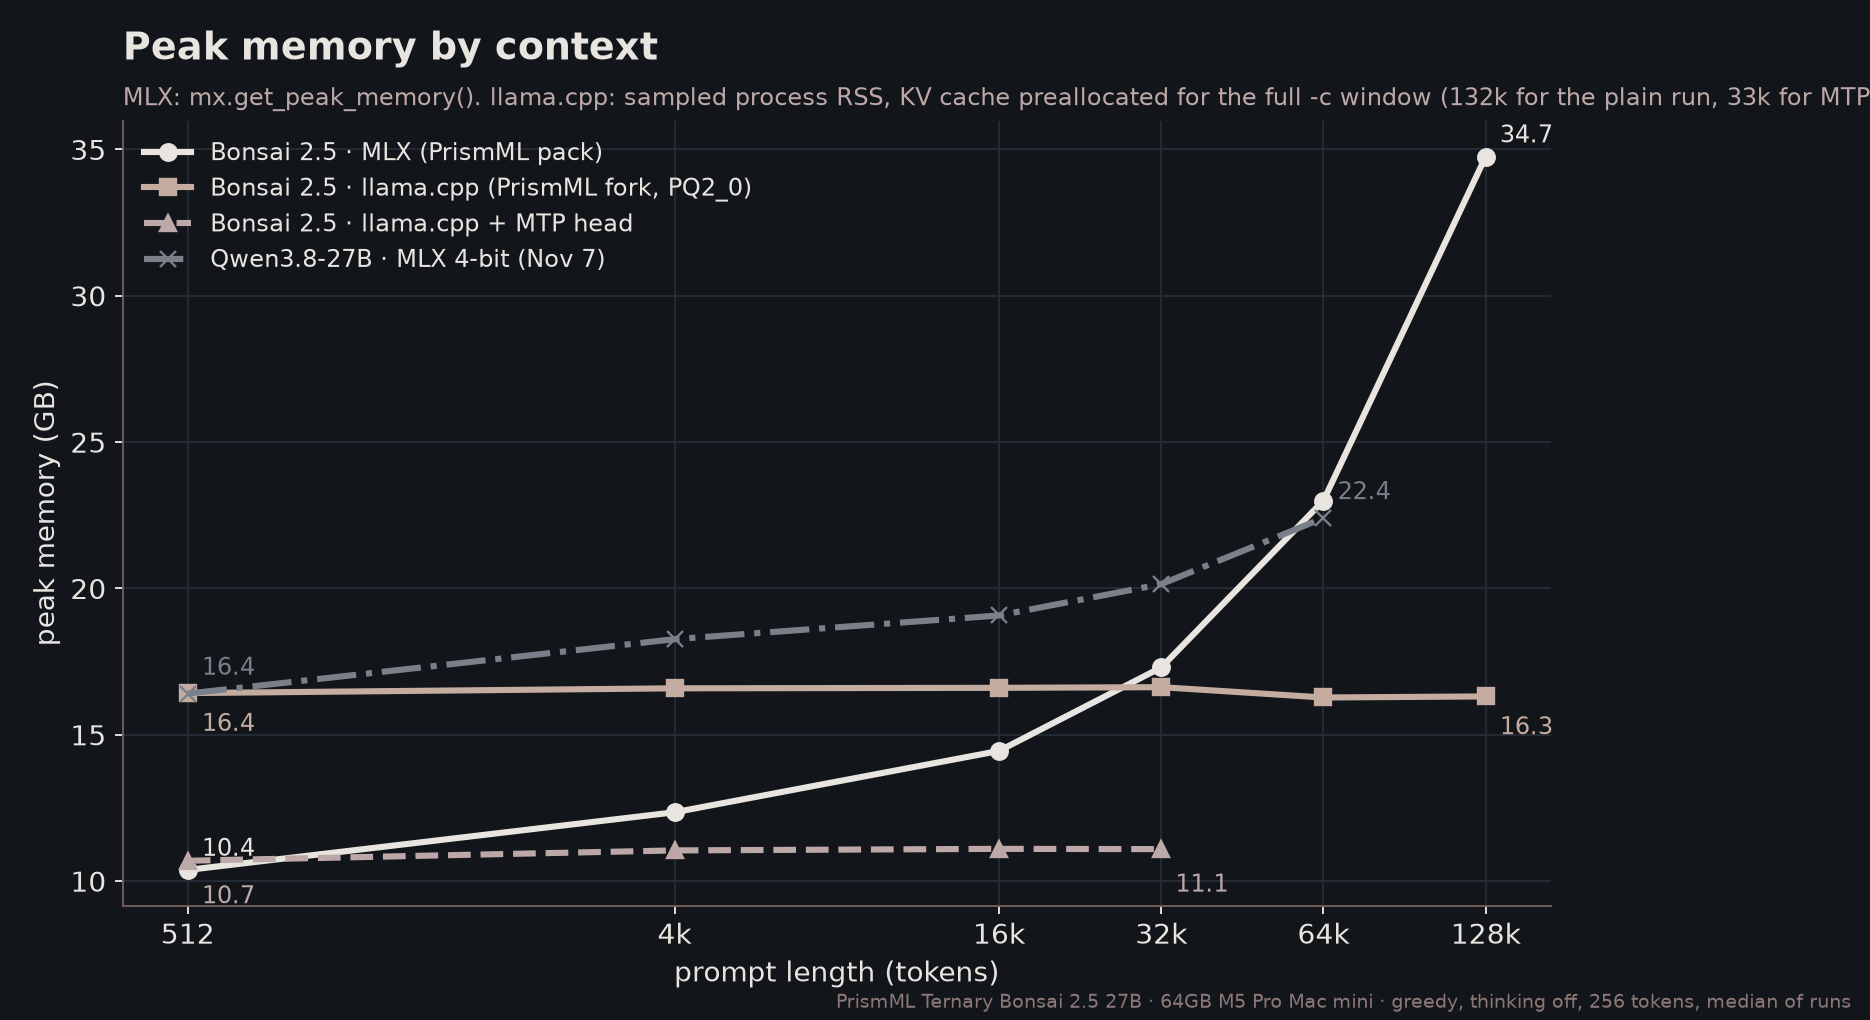 Peak memory by context
MLX: mx.get_peak_memory(). llama.cpp: sampled process RSS, KV cache preallocated for the full -c window (132k for the plain run, 33k for MTP
Bonsai 2.5 · MLX (PrismML pack)
Bonsai 2.5 · llama.cpp (PrismML fork, PQ2_0)
Bonsai 2.5 · llama.cpp + MTP head
Qwen3.8-27B · MLX 4-bit (Nov 7)
peak memory (GB)
35
30
25
20
15
10
34.7
22.4
16.4
16.4
16.3
10.4
10.7
11.1
512 4k 16k 32k 64k 128k
prompt length (tokens)
PrismML Ternary Bonsai 2.5 27B · 64GB M5 Pro Mac mini · greedy, thinking off, 256 tokens, median of runs